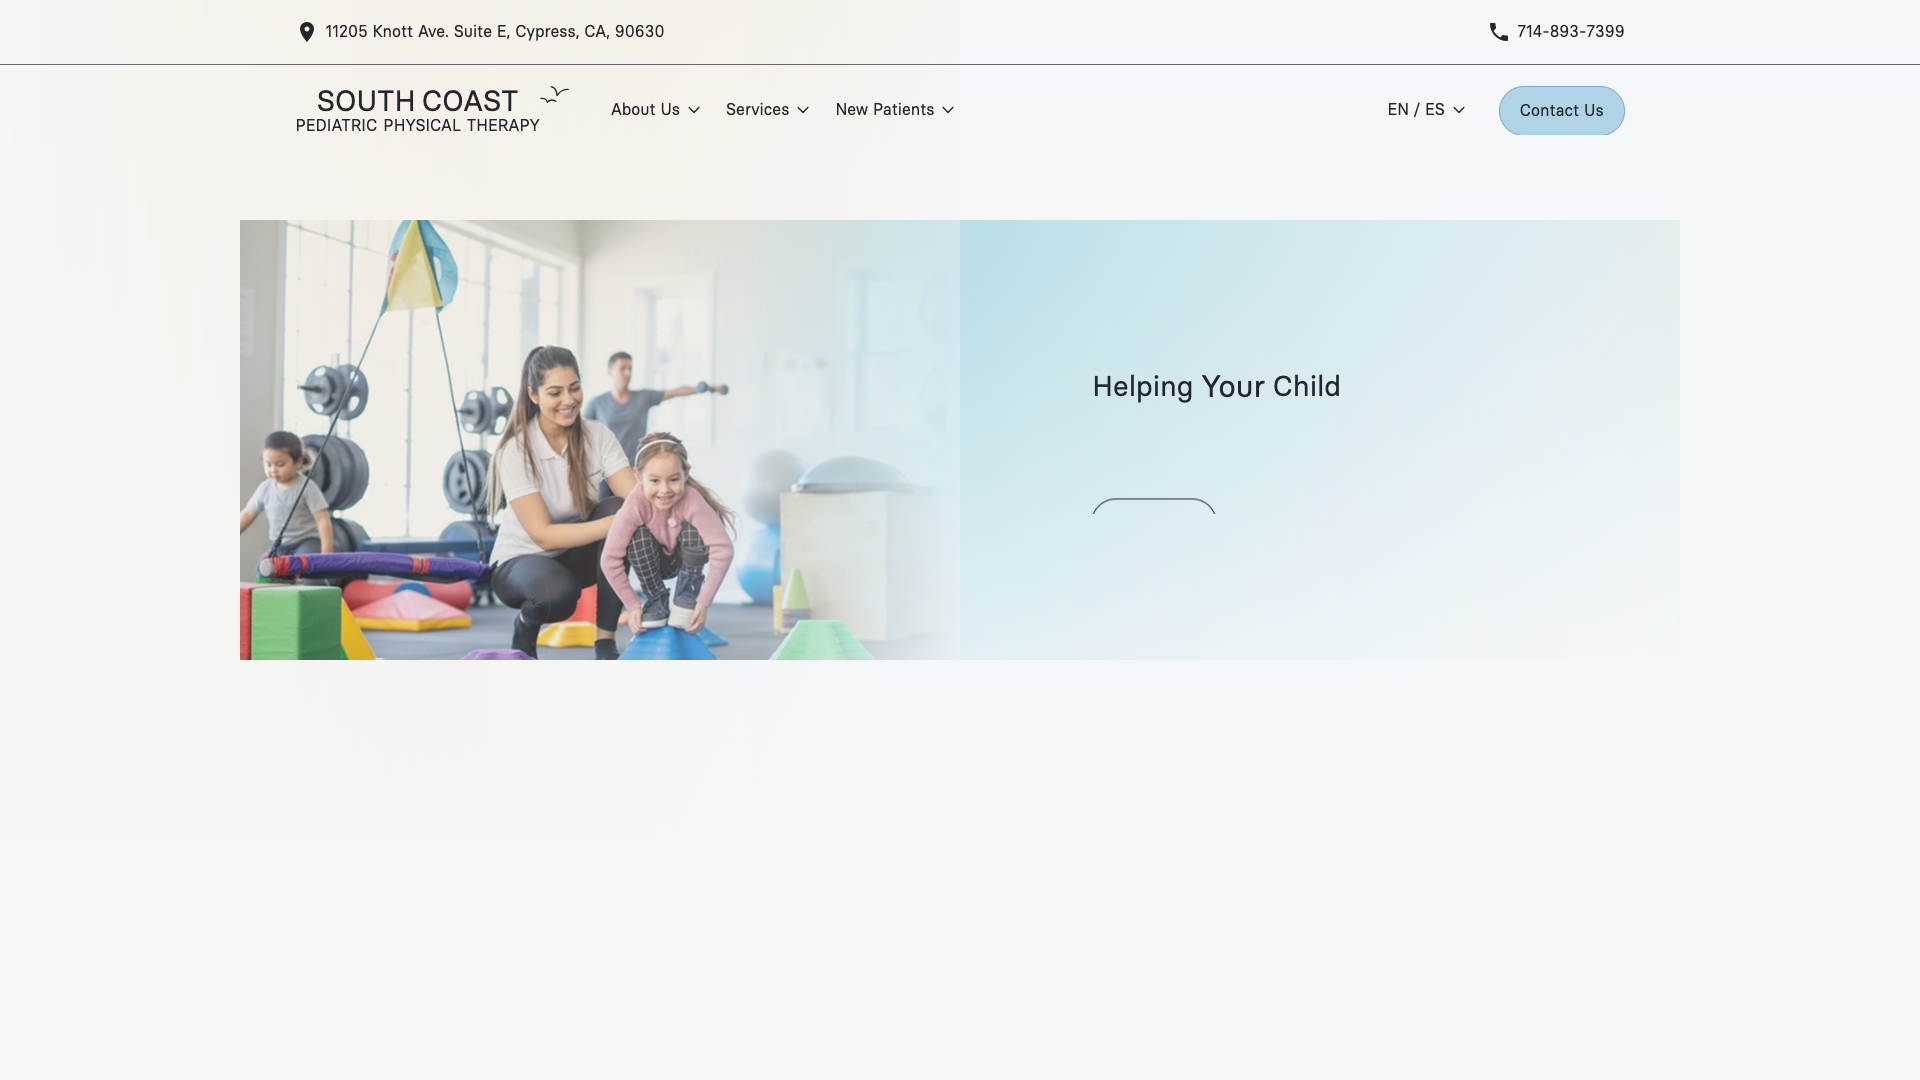 11205 Knott Ave. Suite E, Cypress, CA, 90630
714-893-7399
SOUTH COAST
PEDIATRIC PHYSICAL THERAPY
About Us
Services
New Patients
EN / ES
Contact Us
Helping Your Child